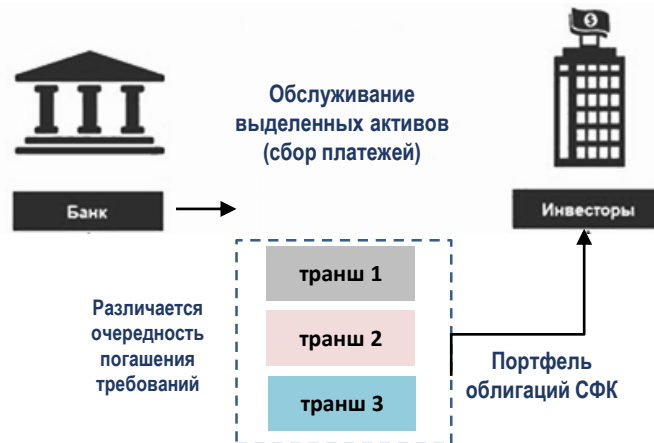 Обслуживание
выделенных активов
(сбор платежей)
Банк
Инвесторы
транш 1
транш 2
транш 3
Различается
очередность
погашения
требований
Портфель
облигаций СФК